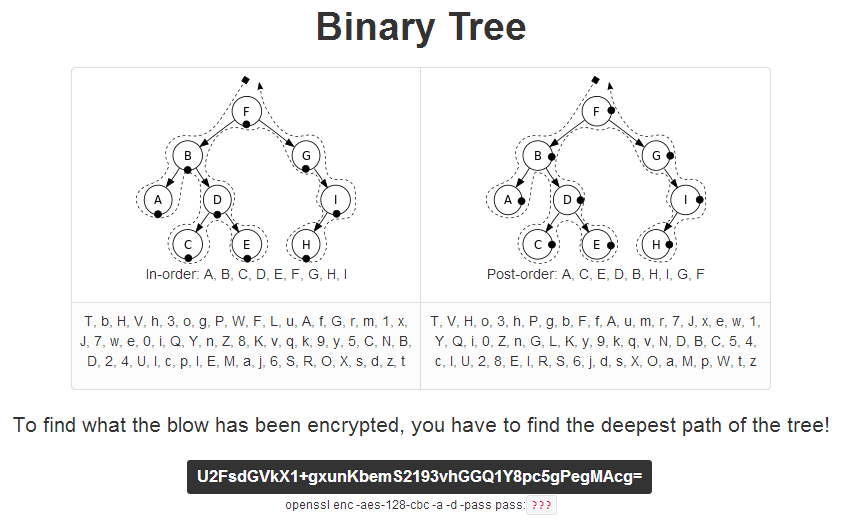 Binary Tree
F
B
G
A
D
I
C
E
H
In-order: A, B, C, D, E, F, G, H, I
F
B
G
A
D
I
C
E
H
Post-order: A, C, E, D, B, H, I, G, F
T, b, H, V, h, 3, o, g, P, W, F, L, u, A, f, G, r, m, 1, x,
J, 7, w, e, 0, i, Q, Y, n, Z, 8, K, v, q, k, 9, y, 5, C, N, B,
D, 2, 4, U, l, c, p, I, E, M, a, j, 6, S, R, O, X, s, d, z, t
T, V, H, o, 3, h, P, g, b, F, f, A, u, m, r, 7, J, x, e, w, 1,
Y, Q, i, 0, Z, n, G, L, K, y, 9, k, q, v, N, D, B, C, 5, 4,
c, l, U, 2, 8, E, I, R, S, 6, j, d, s, X, O, a, M, p, W, t, z
To find what the blow has been encrypted, you have to find the deepest path of the tree!
U2FsdGVkX1+gxunKbemS2193vhGGQ1Y8pc5gPegMAcg=
openssl enc -aes-128-cbc -a -d -pass pass: ???